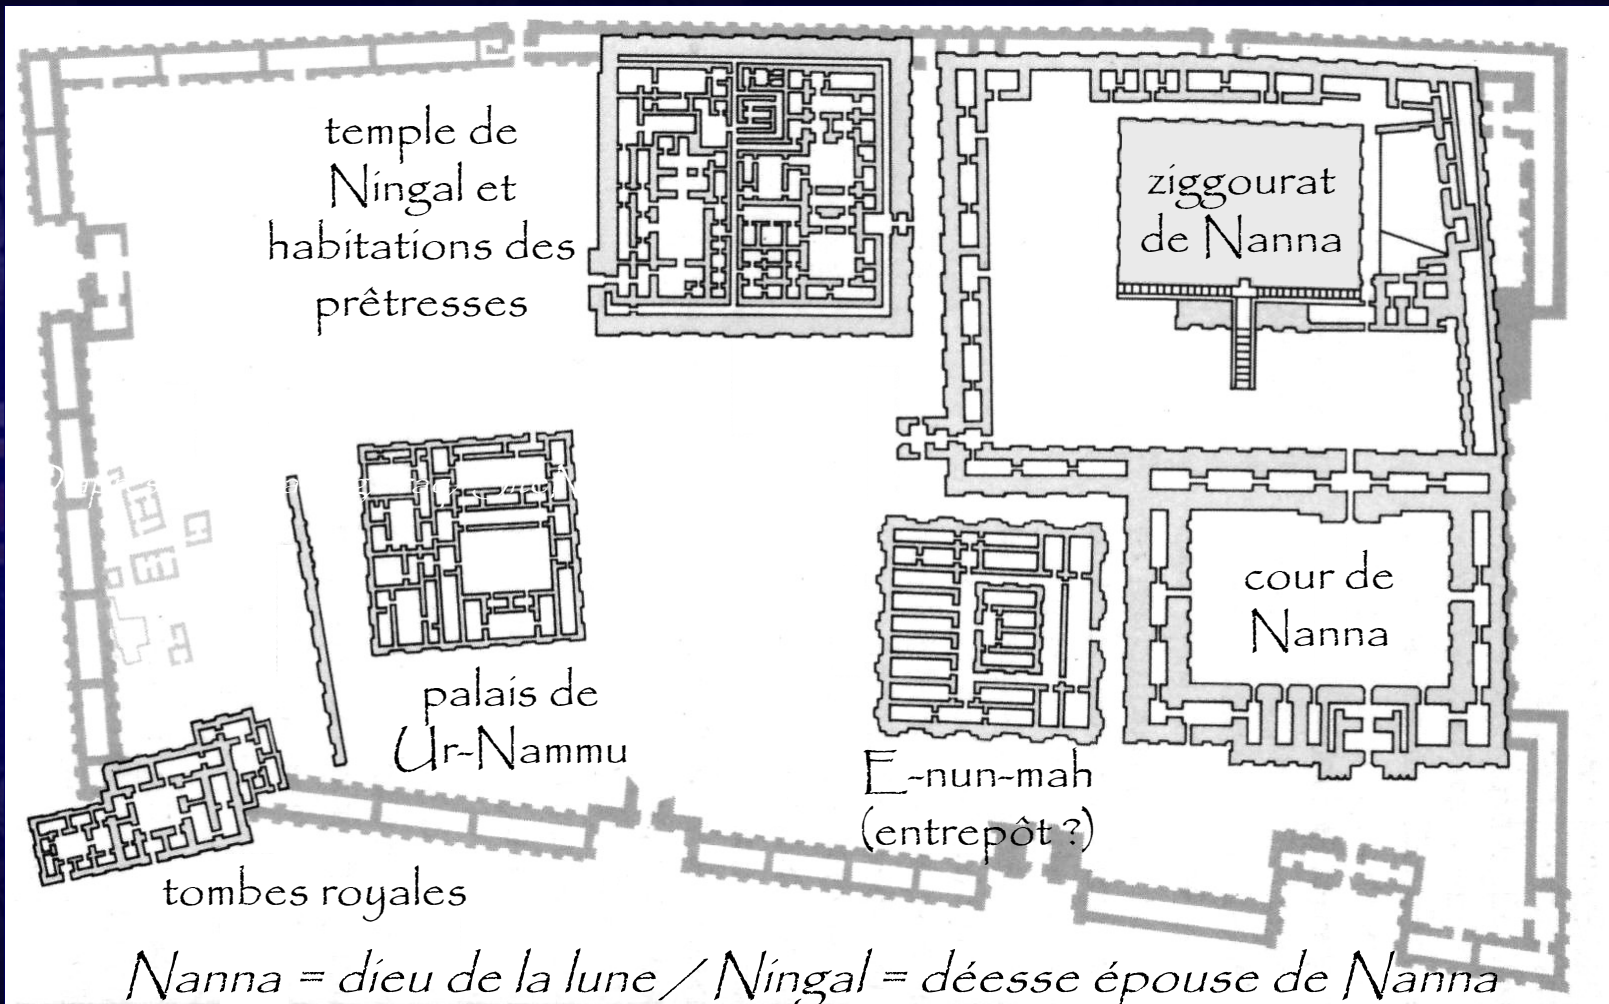 temple de
Ningal et
habitations des
prêtresses
ziggourat
de Nanna
cour de
Nanna
palais de
Ur-Nammu
E-nun-mah
(entrepôt ?)
tombes royales
Nanna = dieu de la lune / Ningal = déesse épouse de Nanna